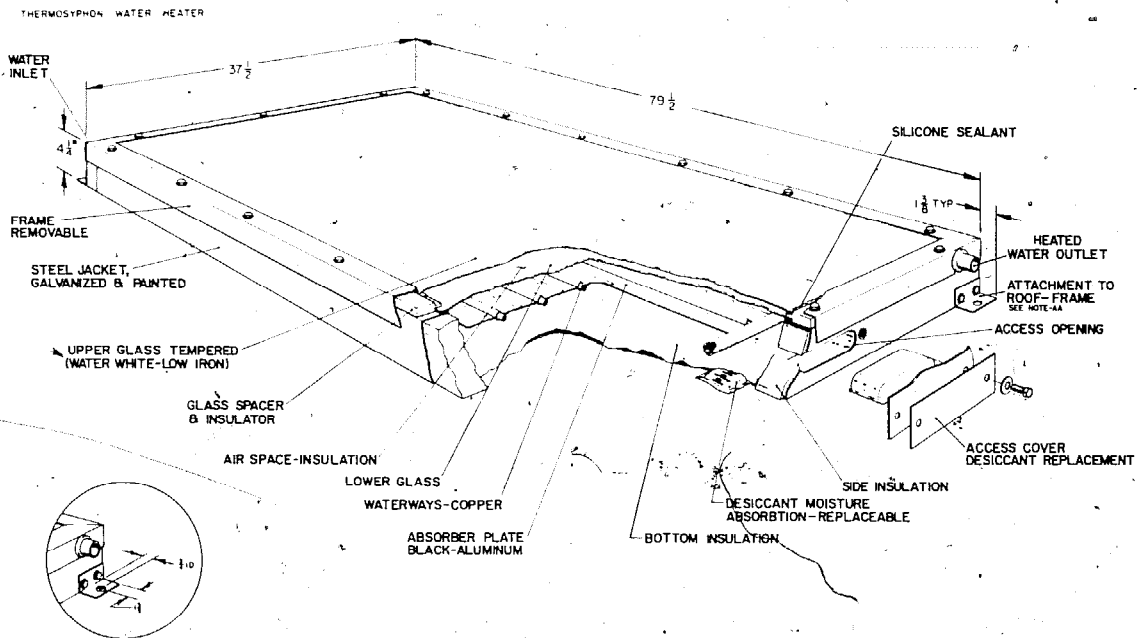 THERMOSYPHON WATER HEATER
WATER
INLET
37 1/2
79 1/2
4 1/4"
SILICONE SEALANT
1 3/8 TYP
FRAME
REMOVABLE
HEATED
WATER OUTLET
STEEL JACKET,
GALVANIZED & PAINTED
ATTACHMENT TO
ROOF-FRAME
SEE NOTE-AA
ACCESS OPENING
UPPER GLASS TEMPERED
(WATER WHITE-LOW IRON)
GLASS SPACER
& INSULATOR
AIR SPACE-INSULATION
LOWER GLASS
WATERWAYS-COPPER
ABSORBER PLATE
BLACK-ALUMINUM
BOTTOM INSULATION
DESICCANT MOISTURE
ABSORBTION-REPLACEABLE
SIDE INSULATION
ACCESS COVER
DESICCANT REPLACEMENT